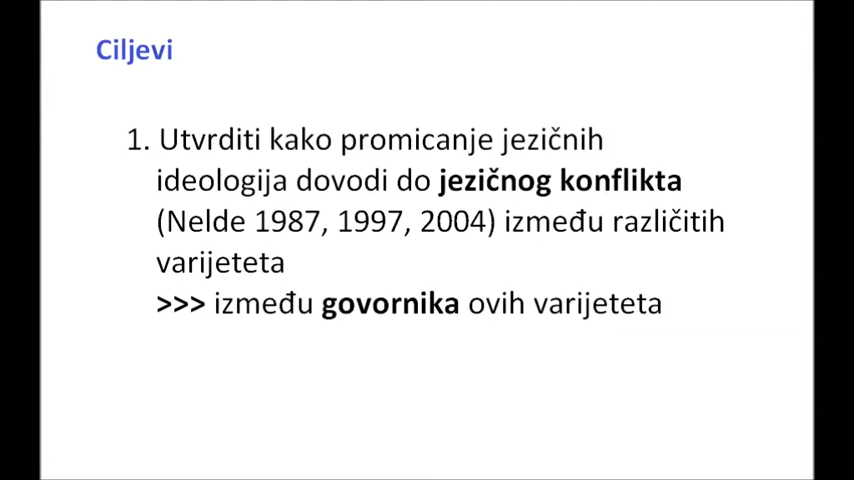 Ciljevi
1. Utvrditi kako promicanje jezičnih
ideologija dovodi do jezičnog konflikta
(Nelde 1987, 1997, 2004) između različitih
varijeteta
>>> između govornika ovih varijeteta